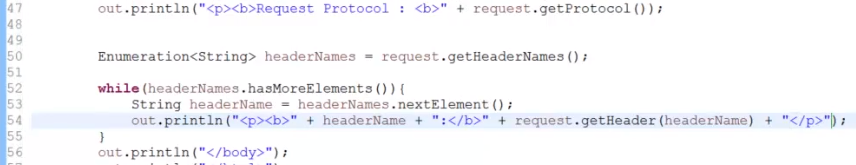 47 out.println("<p><b>Request Protocol : <b>" + request.getProtocol());
48
49
50 Enumeration<String> headerNames = request.getHeaderNames();
51
52 while(headerNames.hasMoreElements()){
53 String headerName = headerNames.nextElement();
54 out.println("<p><b>" + headerName + ":</b>" + request.getHeader(headerName) + "</p>");
55 }
56 out.println("</body>");